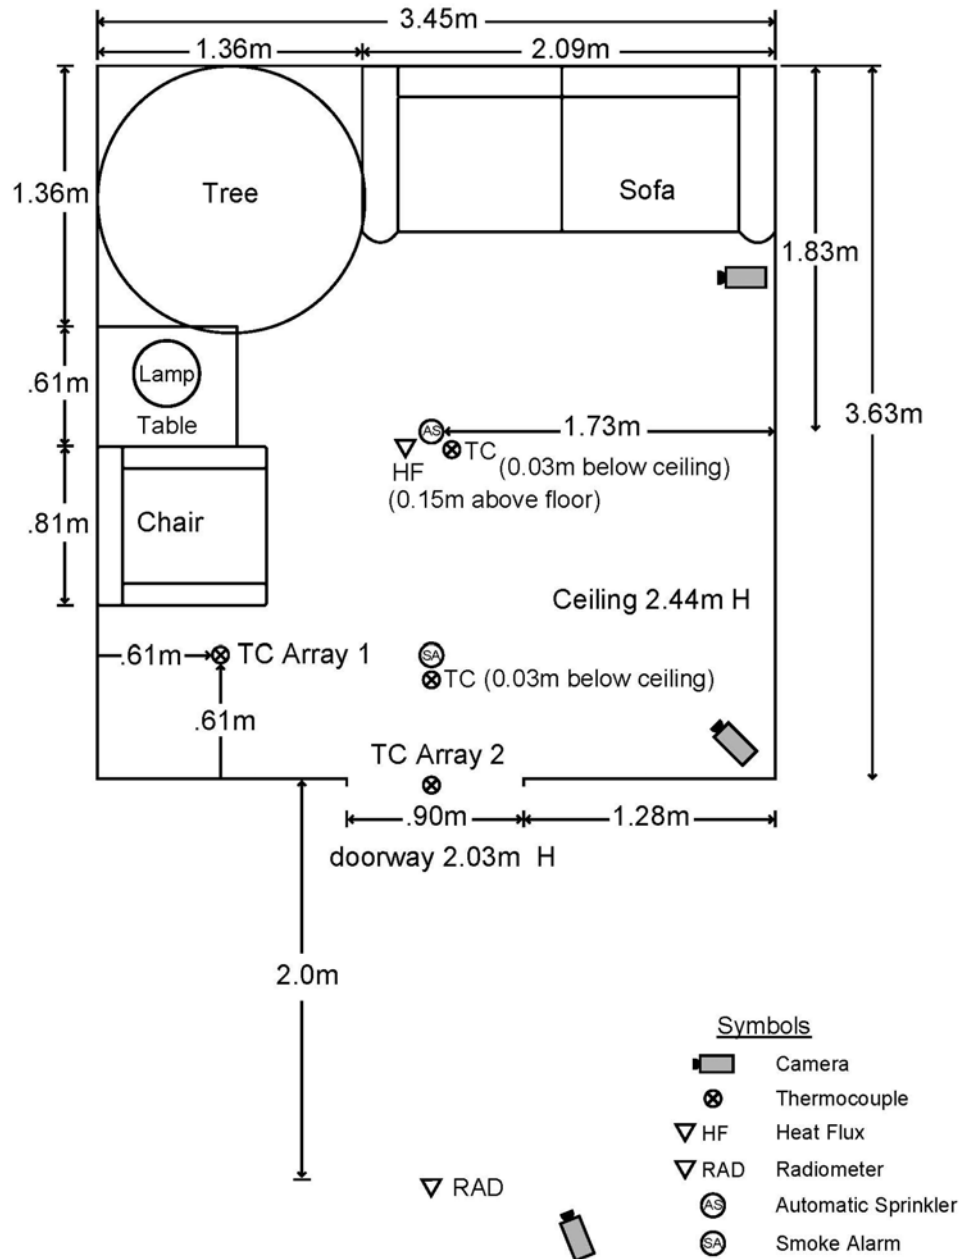 3.45m
1.36m
2.09m
1.36m
Tree
Sofa
1.83m
Lamp
.61m
Table
3.63m
AS
1.73m
HF
TC (0.03m below ceiling)
(0.15m above floor)
.81m
Chair
Ceiling 2.44m H
.61m
TC Array 1
SA
TC (0.03m below ceiling)
.61m
TC Array 2
.90m
1.28m
doorway 2.03m H
2.0m
RAD
Symbols
Camera
Thermocouple
HF Heat Flux
RAD Radiometer
AS Automatic Sprinkler
SA Smoke Alarm